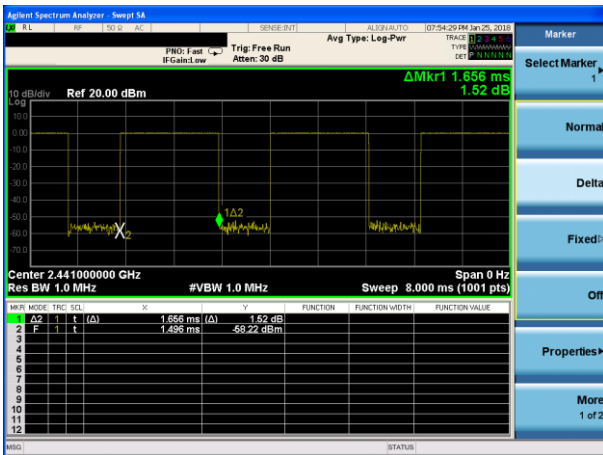 Agilent Spectrum Analyzer - Swept SA
RL RF 50 Ω AC SENSE:INT ALIGN AUTO 07:54:29 PM Jan 25, 2018
Marker
Avg Type: Log-Pwr
TRACE 1 2 3 4 5 6
PNO: Fast Trig: Free Run
TYPE
IFGain:Low Atten: 30 dB
DET P N N N N N
Select Marker
1
ΔMkr1 1.656 ms
1.52 dB
10 dB/div Ref 20.00 dBm
Log
10.0
0.00
-10.0
-20.0
-30.0
-40.0
-50.0
-60.0
-70.0
1Δ2
X2
Normal
Delta
Fixed
Off
Properties
More
1 of 2
Center 2.441000000 GHz Span 0 Hz
Res BW 1.0 MHz #VBW 1.0 MHz Sweep 8.000 ms (1001 pts)
MKR MODE TRC SCL X Y FUNCTION FUNCTION WIDTH FUNCTION VALUE
1 Δ2 1 t (Δ) 1.656 ms (Δ) 1.52 dB
2 F 1 t 1.496 ms -58.22 dBm
3
4
5
6
7
8
9
10
11
12
MSG STATUS